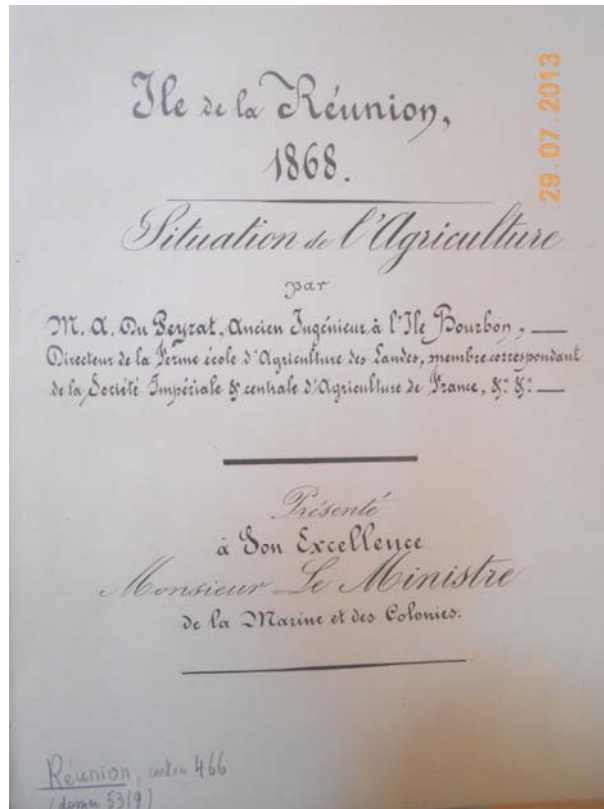 Ile de la Réunion,
1868.
Situation de l'Agriculture
par
M. A. Du Peyrat, Ancien Ingénieur à l'Ile Bourbon,
Directeur de la Ferme école d'Agriculture des Landes, membre correspondant
de la Société Impériale & centrale d'Agriculture de France, &ª &ª
Présenté
à Son Excellence
Monsieur Le Ministre
de la Marine et des Colonies.
Réunion, carton 466
(dossier 5319)
29.07.2013